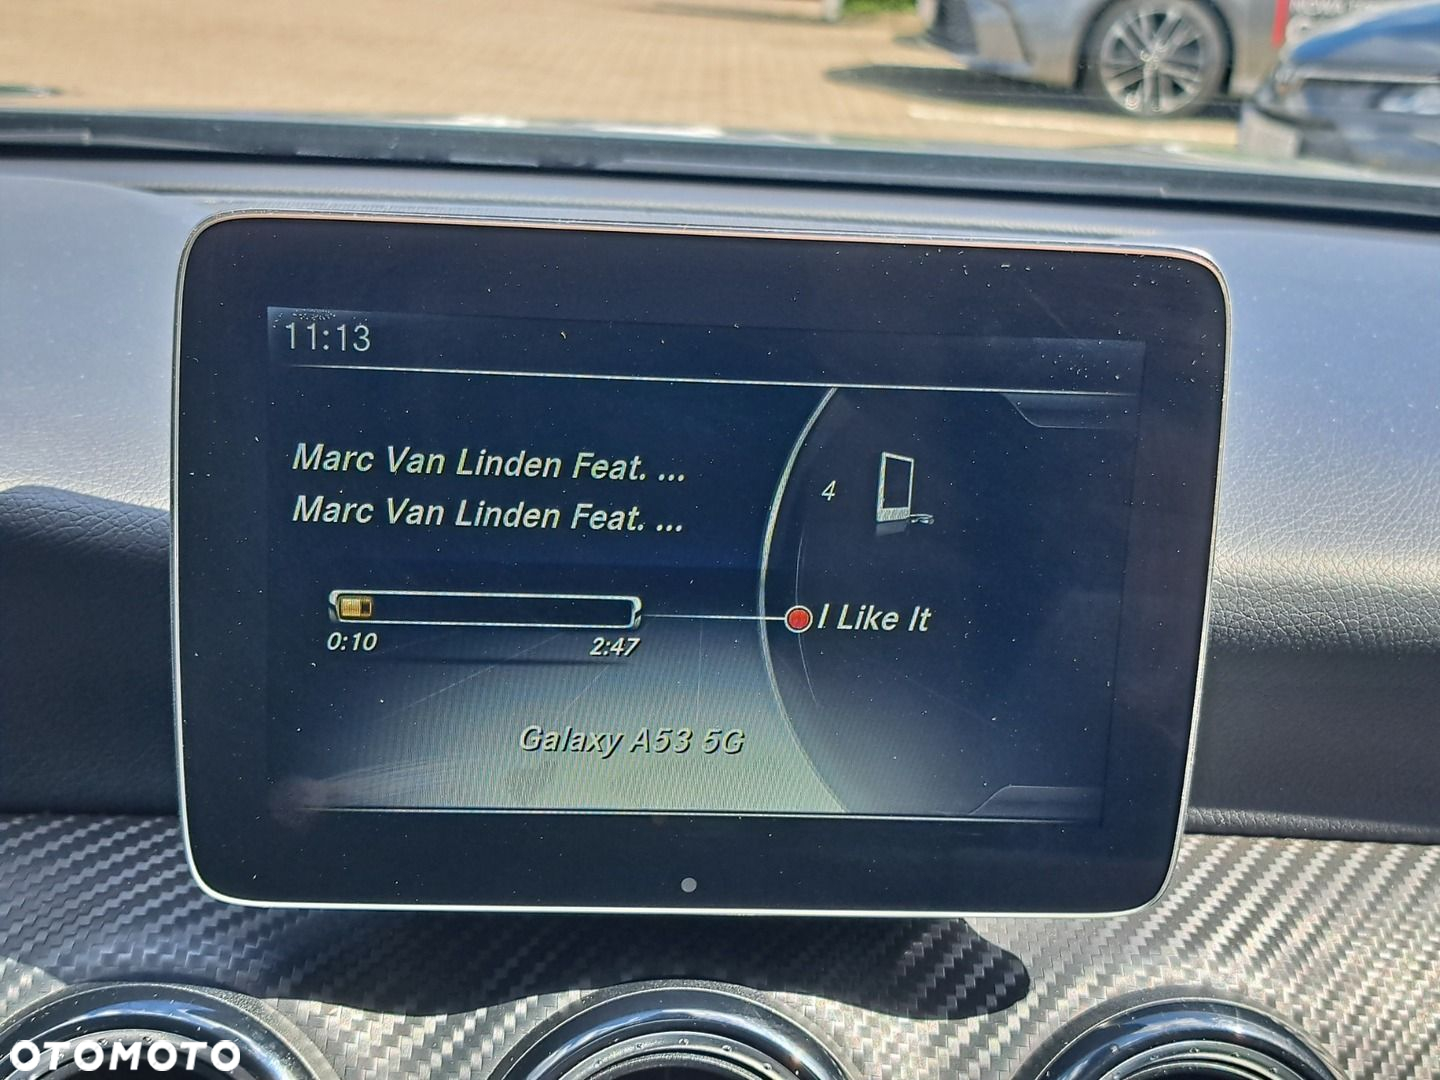 11:13
Marc Van Linden Feat. ...
Marc Van Linden Feat. ...
4
0:10
2:47
I Like It
Galaxy A53 5G
OTOMOTO